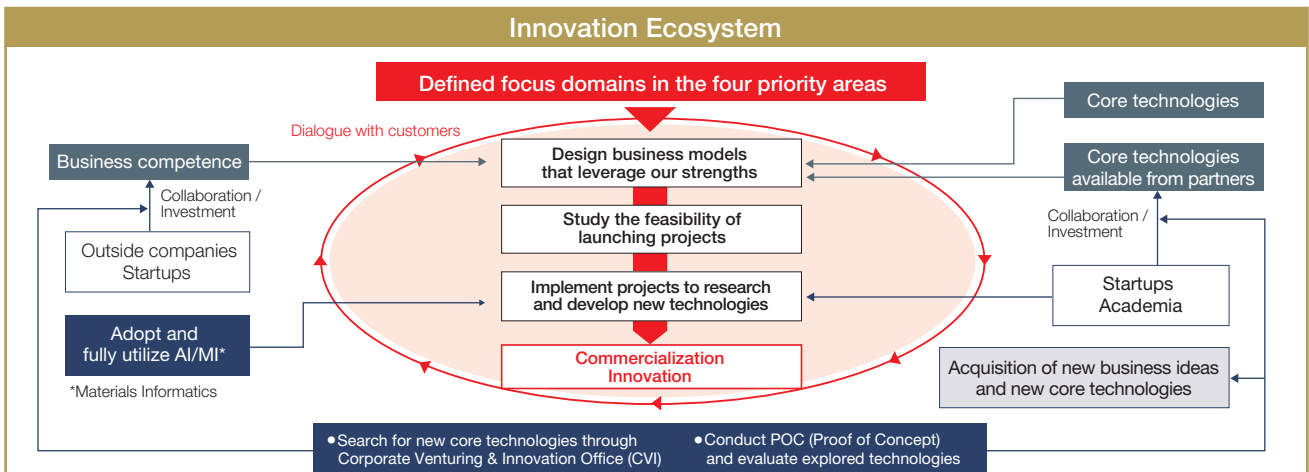 Innovation Ecosystem
Defined focus domains in the four priority areas
Dialogue with customers
Core technologies
Business competence
Design business models
that leverage our strengths
Core technologies
available from partners
Collaboration /
Investment
Study the feasibility of
launching projects
Collaboration /
Investment
Outside companies
Startups
Implement projects to research
and develop new technologies
Startups
Academia
Adopt and
fully utilize AI/MI*
*Materials Informatics
Commercialization
Innovation
Acquisition of new business ideas
and new core technologies
●Search for new core technologies through
Corporate Venturing & Innovation Office (CVI)
●Conduct POC (Proof of Concept)
and evaluate explored technologies